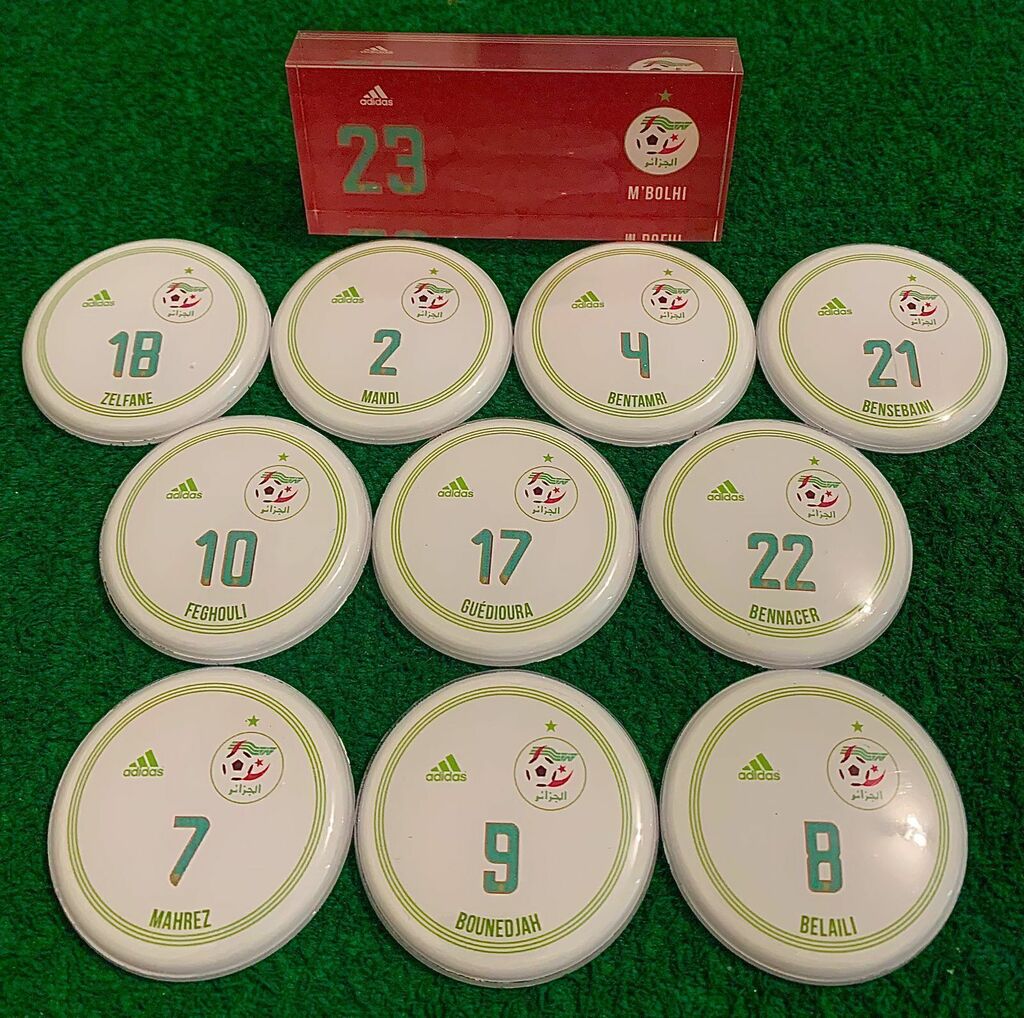 adidas
23
الجزائر
M'BOLHI
adidas
الجزائر
18
ZELFANE
adidas
الجزائر
2
MANDI
adidas
الجزائر
4
BENTAMRI
adidas
الجزائر
21
BENSEBAINI
adidas
الجزائر
10
FEGHOULI
adidas
الجزائر
17
GUÉDIOURA
adidas
الجزائر
22
BENNACER
adidas
الجزائر
7
MAHREZ
adidas
الجزائر
9
BOUNEDJAH
adidas
الجزائر
8
BELAILI